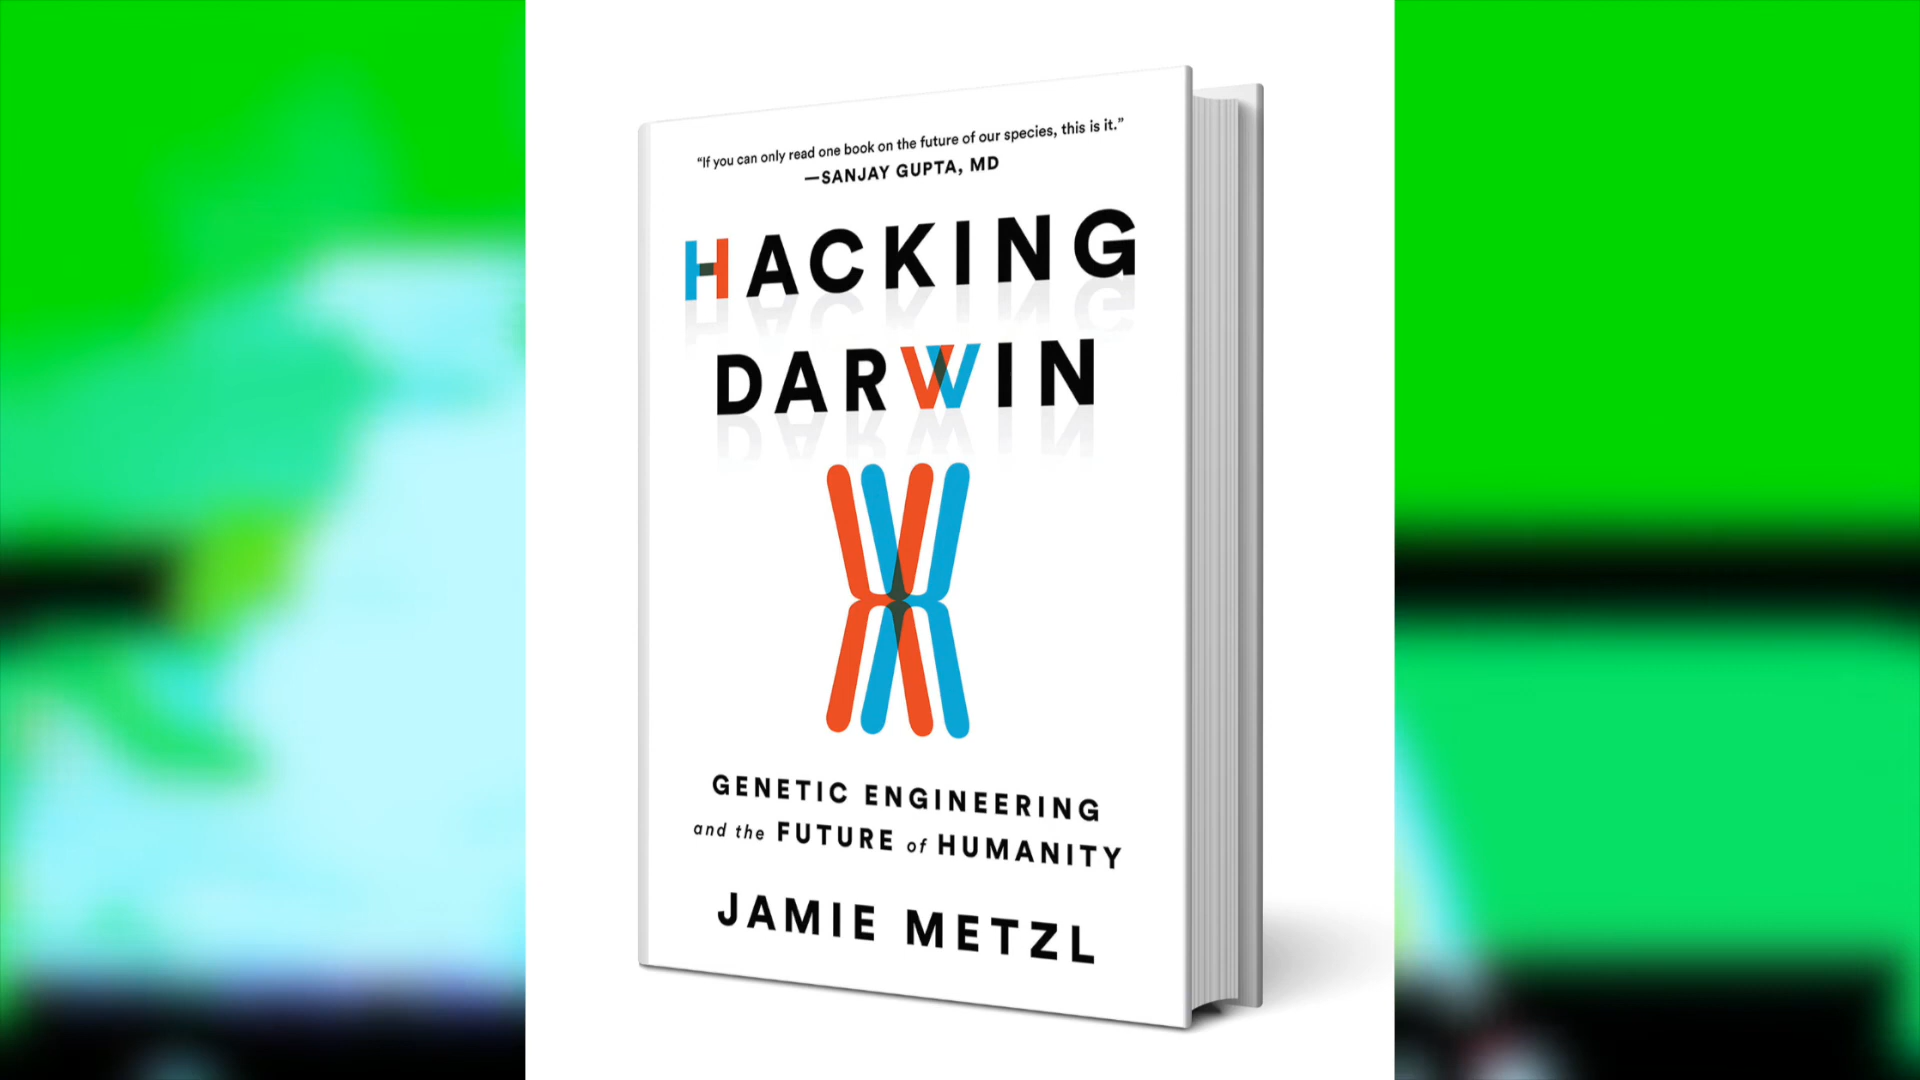 “If you can only read one book on the future of our species, this is it.”
—SANJAY GUPTA, MD
HACKING
DARWIN
GENETIC ENGINEERING
and the FUTURE of HUMANITY
JAMIE METZL